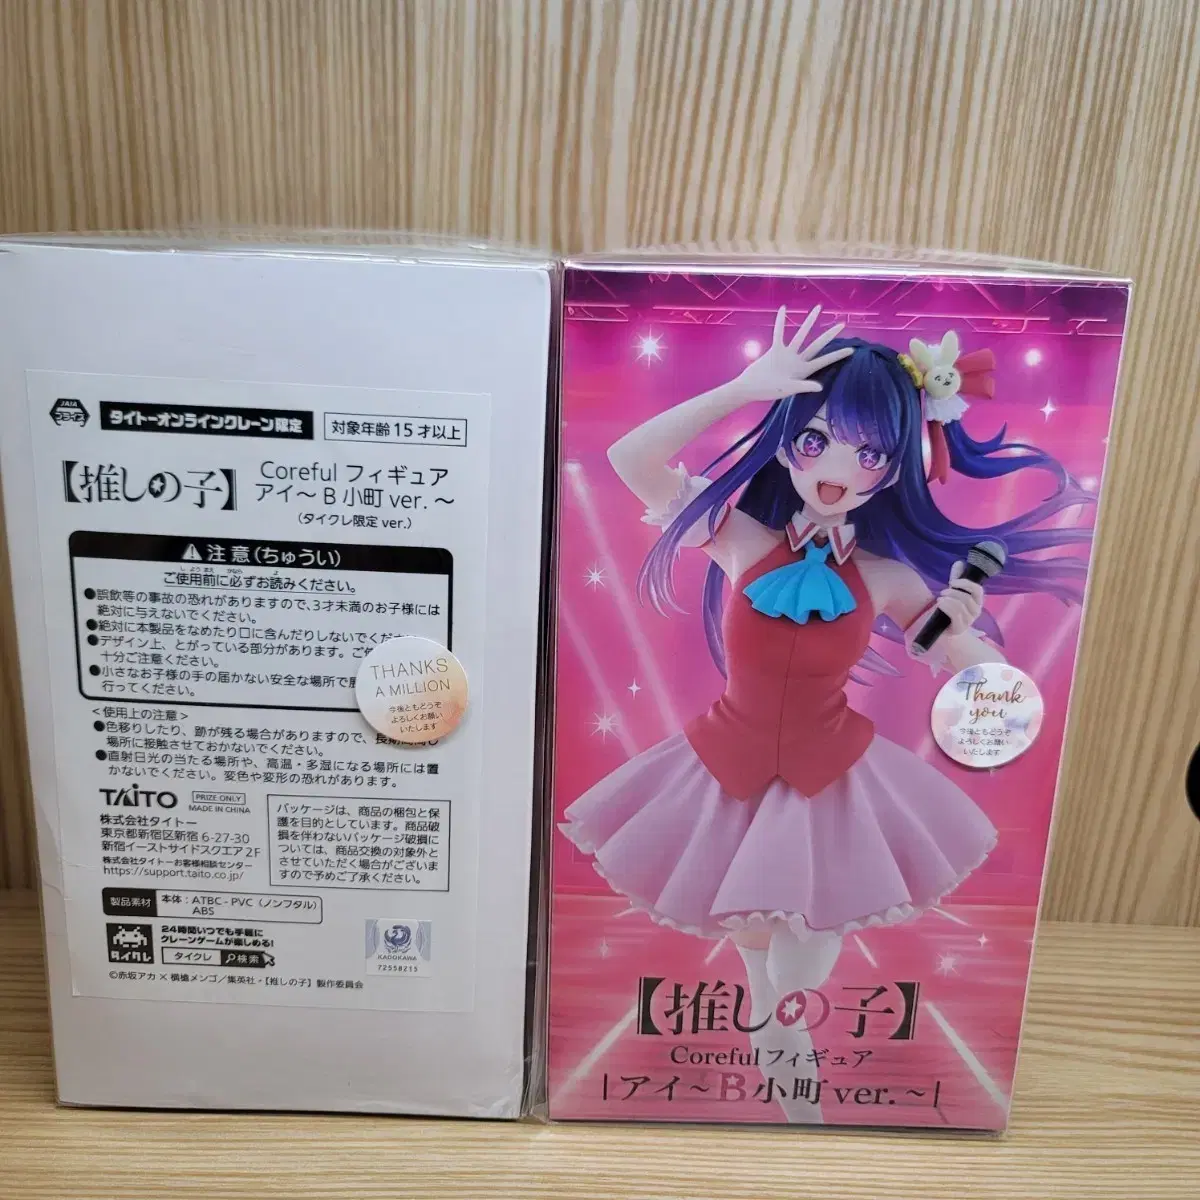 JAIA
プライズ
タイトーオンラインクレーン限定
対象年齢15才以上
【推しの子】
Coreful フィギュア
アイ～ B小町 ver. ～
(タイクレ限定 ver.)
注意(ちゅうい)
ご使用前に必ずお読みください。
●誤飲等の事故の恐れがありますので、3才未満のお子様には
絶対に与えないでください。
●絶対に本製品をなめたり口に含んだりしないでくだ
●デザイン上、とがっている部分があります。ご使
十分ご注意ください。
●小さなお子様の手の届かない安全な場所で
行ってください。
<使用上の注意>
●色移りしたり、跡が残る場合がありますので、長期間同じ
場所に接触させておかないでください。
●直射日光の当たる場所や、高温・多湿になる場所には置
かないでください。変色や変形の恐れがあります。
TAITO
PRIZE ONLY
MADE IN CHINA
株式会社タイトー
東京都新宿区新宿 6-27-30
新宿イーストサイドスクエア 2F
株式会社タイトーお客様相談センター
https://support.taito.co.jp/
パッケージは、商品の梱包と保
護を目的としています。商品破
損を伴わないパッケージ破損に
ついては、商品交換の対象外と
させていただく場合がございま
すので予めご了承ください。
製品素材
本体：ATBC-PVC（ノンフタル）
ABS
タイクレ
24時間いつでも手軽に
クレーンゲームが楽しめる!
タイクレ
検索
KADOKAWA
72558215
©赤坂アカ×横槍メンゴ／集英社・【推しの子】製作委員会
THANKS
A MILLION
今後ともどうぞ
よろしくお願い
いたします
Thank
you
今後ともどうぞ
よろしくお願い
いたします
【推しの子】
Coreful フィギュア
アイ～B小町 ver.～